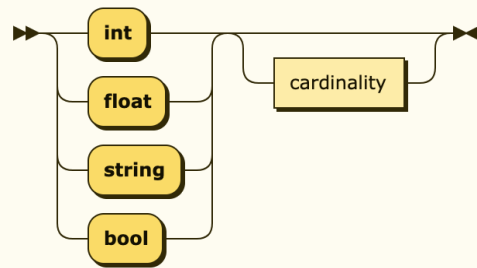 int
cardinality
float
string
bool